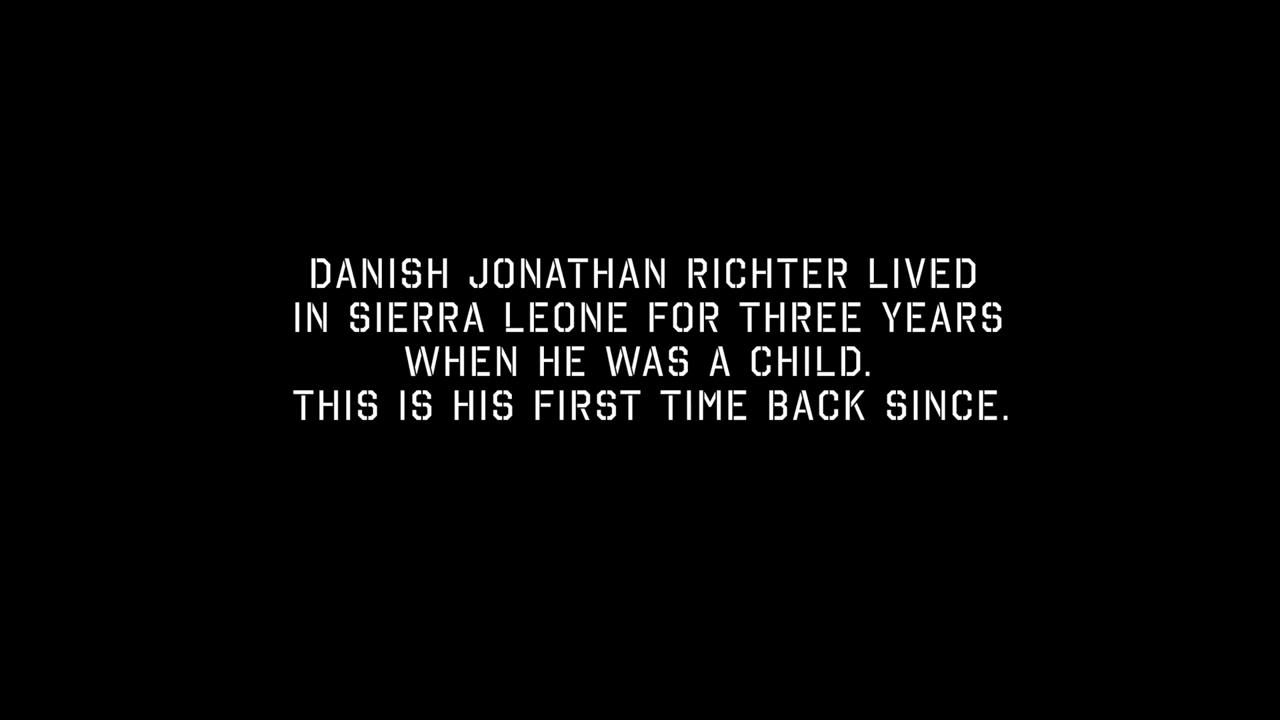 DANISH JONATHAN RICHTER LIVED
IN SIERRA LEONE FOR THREE YEARS
WHEN HE WAS A CHILD.
THIS IS HIS FIRST TIME BACK SINCE.